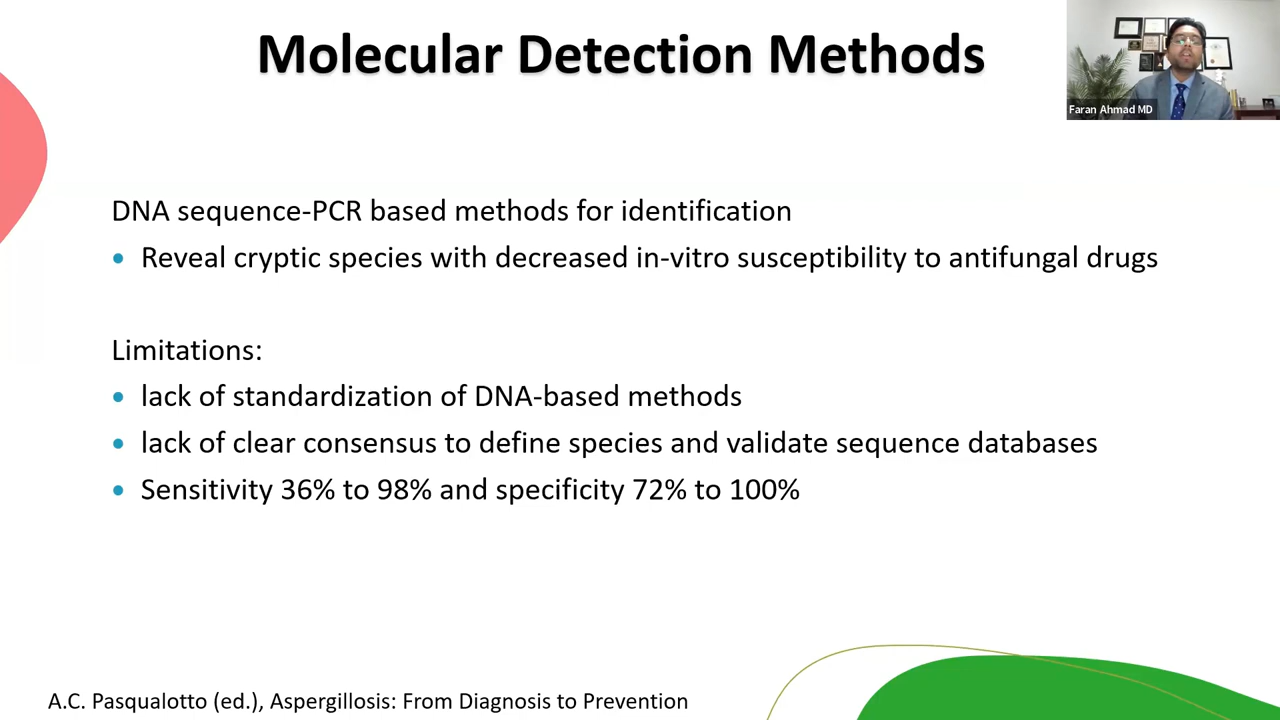 Molecular Detection Methods
Faran Ahmad MD
DNA sequence-PCR based methods for identification
• Reveal cryptic species with decreased in-vitro susceptibility to antifungal drugs
Limitations:
• lack of standardization of DNA-based methods
• lack of clear consensus to define species and validate sequence databases
• Sensitivity 36% to 98% and specificity 72% to 100%
A.C. Pasqualotto (ed.), Aspergillosis: From Diagnosis to Prevention